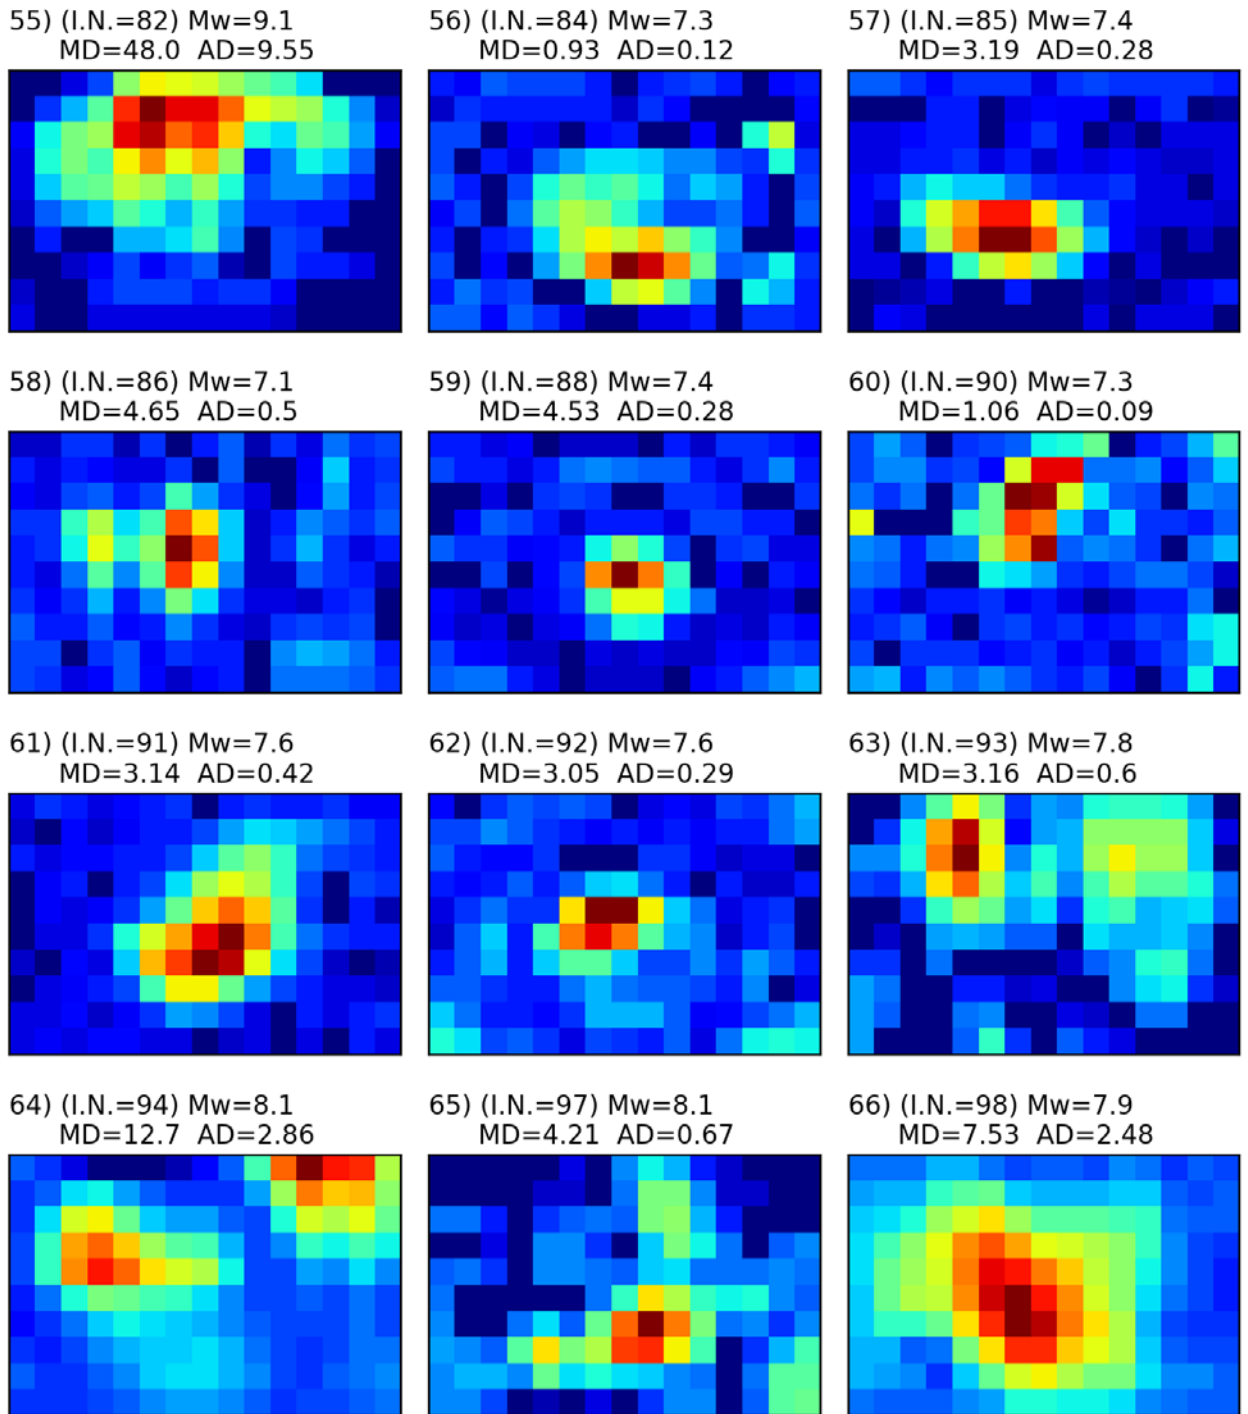 55) (I.N.=82) Mw=9.1
MD=48.0 AD=9.55
56) (I.N.=84) Mw=7.3
MD=0.93 AD=0.12
57) (I.N.=85) Mw=7.4
MD=3.19 AD=0.28
58) (I.N.=86) Mw=7.1
MD=4.65 AD=0.5
59) (I.N.=88) Mw=7.4
MD=4.53 AD=0.28
60) (I.N.=90) Mw=7.3
MD=1.06 AD=0.09
61) (I.N.=91) Mw=7.6
MD=3.14 AD=0.42
62) (I.N.=92) Mw=7.6
MD=3.05 AD=0.29
63) (I.N.=93) Mw=7.8
MD=3.16 AD=0.6
64) (I.N.=94) Mw=8.1
MD=12.7 AD=2.86
65) (I.N.=97) Mw=8.1
MD=4.21 AD=0.67
66) (I.N.=98) Mw=7.9
MD=7.53 AD=2.48